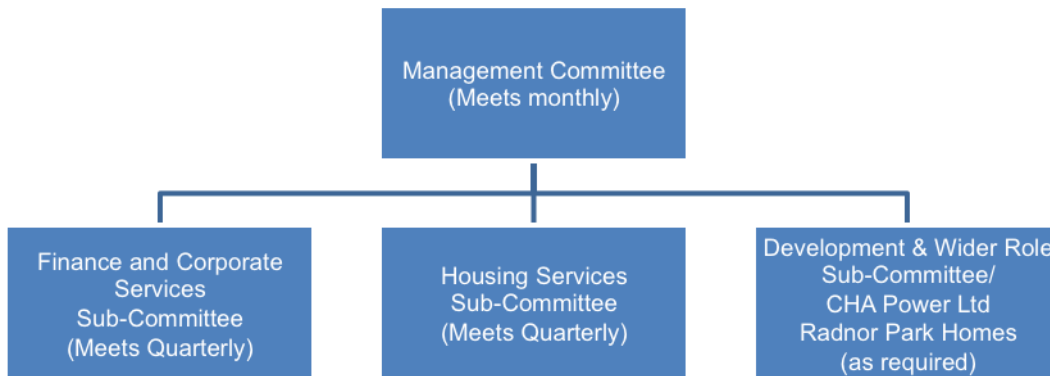 Management Committee
(Meets monthly)
Finance and Corporate
Services
Sub-Committee
(Meets Quarterly)
Housing Services
Sub-Committee
(Meets Quarterly)
Development & Wider Role
Sub-Committee/
CHA Power Ltd
Radnor Park Homes
(as required)